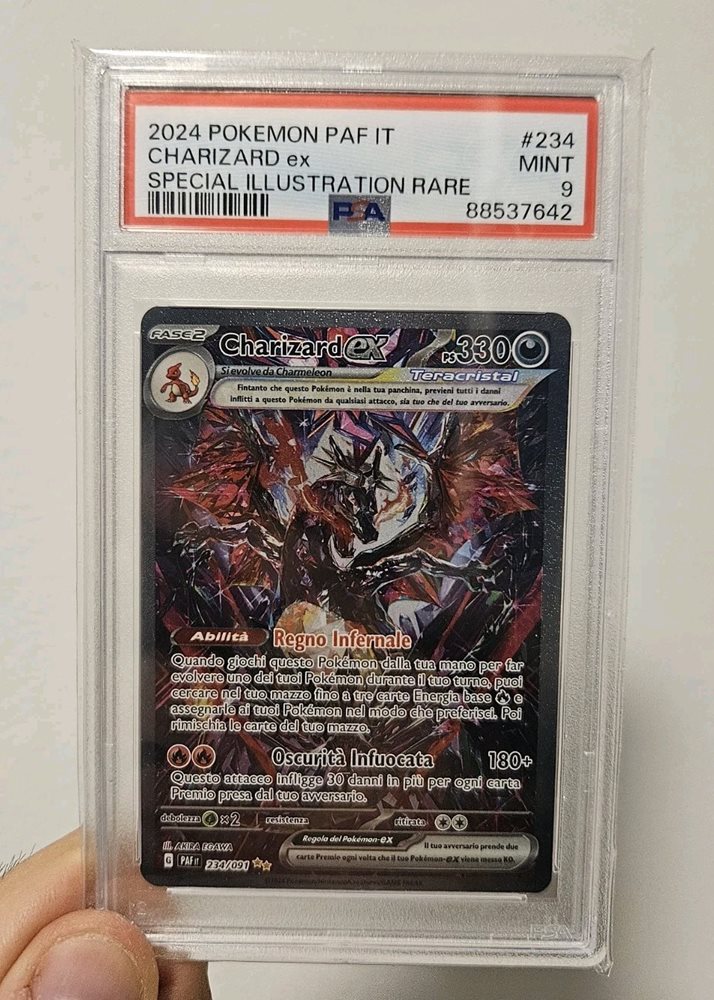 2024 POKEMON PAF IT #234
CHARIZARD ex MINT
SPECIAL ILLUSTRATION RARE 9
PSA 88537642
FASE 2 Charizard ex PS 330
Si evolve da Charmeleon Teracristal
Fintanto che questo Pokémon è nella tua panchina, previeni tutti i danni
inflitti a questo Pokémon da qualsiasi attacco, sia tuo che del tuo avversario.
Abilità Regno Infernale
Quando giochi questo Pokémon dalla tua mano per far
evolvere uno dei tuoi Pokémon durante il tuo turno, puoi
cercare nel tuo mazzo fino a tre carte Energia base e
assegnarle ai tuoi Pokémon nel modo che preferisci. Poi
rimischia le carte del tuo mazzo.
Oscurità Infuocata 180+
Questo attacco infligge 30 danni in più per ogni carta
Premio presa dal tuo avversario.
debolezza ×2 resistenza ritirata
Ill. AKIRA EGAWA
Regola del Pokémon-ex Il tuo avversario prende due
carte Premio ogni volta che il tuo Pokémon-ex viene messo KO.
G PAF IT 234/091